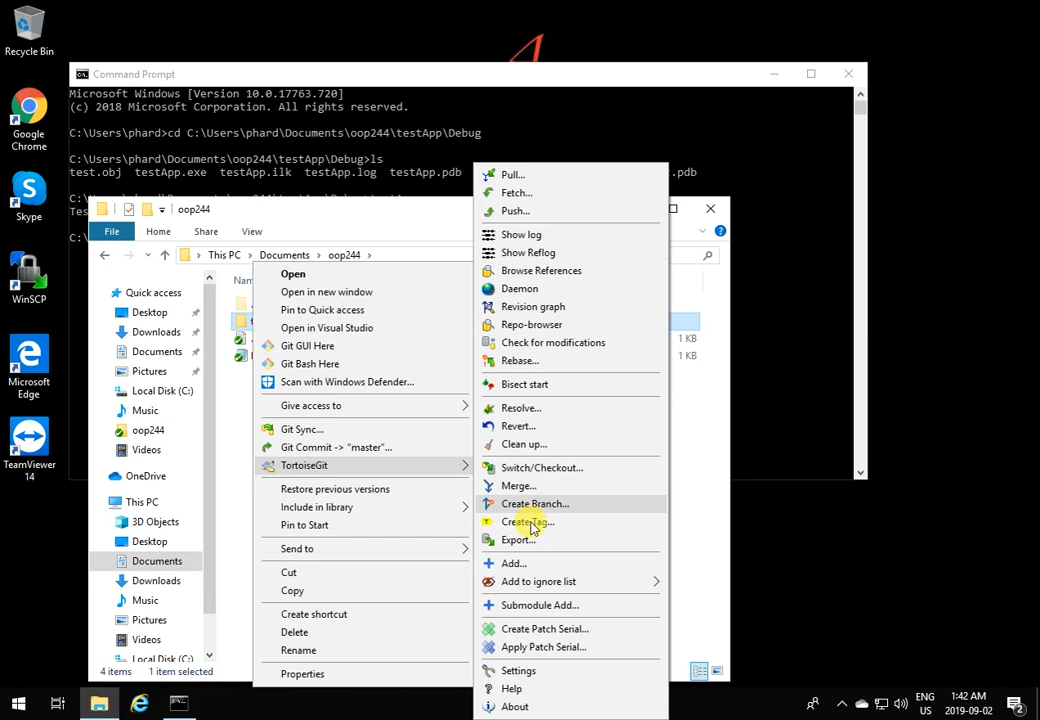 Recycle Bin
Google
Chrome
Skype
WinSCP
Microsoft
Edge
TeamViewer
14
Command Prompt
Microsoft Windows [Version 10.0.17763.720]
(c) 2018 Microsoft Corporation. All rights reserved.
C:\Users\phard>cd C:\Users\phard\Documents\oop244\testApp\Debug
C:\Users\phard\Documents\oop244\testApp\Debug>ls
test.obj testApp.exe testApp.ilk testApp.log testApp.pdb
.pdb
oop244
File
Home
Share
View
This PC
Documents
oop244
Quick access
Desktop
Downloads
Documents
Pictures
Local Disk (C:)
Music
oop244
Videos
OneDrive
This PC
3D Objects
Desktop
Documents
Downloads
Music
Pictures
Videos
Local Disk (C:)
4 items
1 item selected
1 KB
1 KB
Open
Open in new window
Pin to Quick access
Open in Visual Studio
Git GUI Here
Git Bash Here
Scan with Windows Defender...
Give access to
Git Sync...
Git Commit -> "master"...
TortoiseGit
Restore previous versions
Include in library
Pin to Start
Send to
Cut
Copy
Create shortcut
Delete
Rename
Properties
Pull...
Fetch...
Push...
Show log
Show Reflog
Browse References
Daemon
Revision graph
Repo-browser
Check for modifications
Rebase...
Bisect start
Resolve...
Revert...
Clean up...
Switch/Checkout...
Merge...
Create Branch...
Create Tag...
Export...
Add...
Add to ignore list
Submodule Add...
Create Patch Serial...
Apply Patch Serial...
Settings
Help
About
ENG
US
1:42 AM
2019-09-02
2